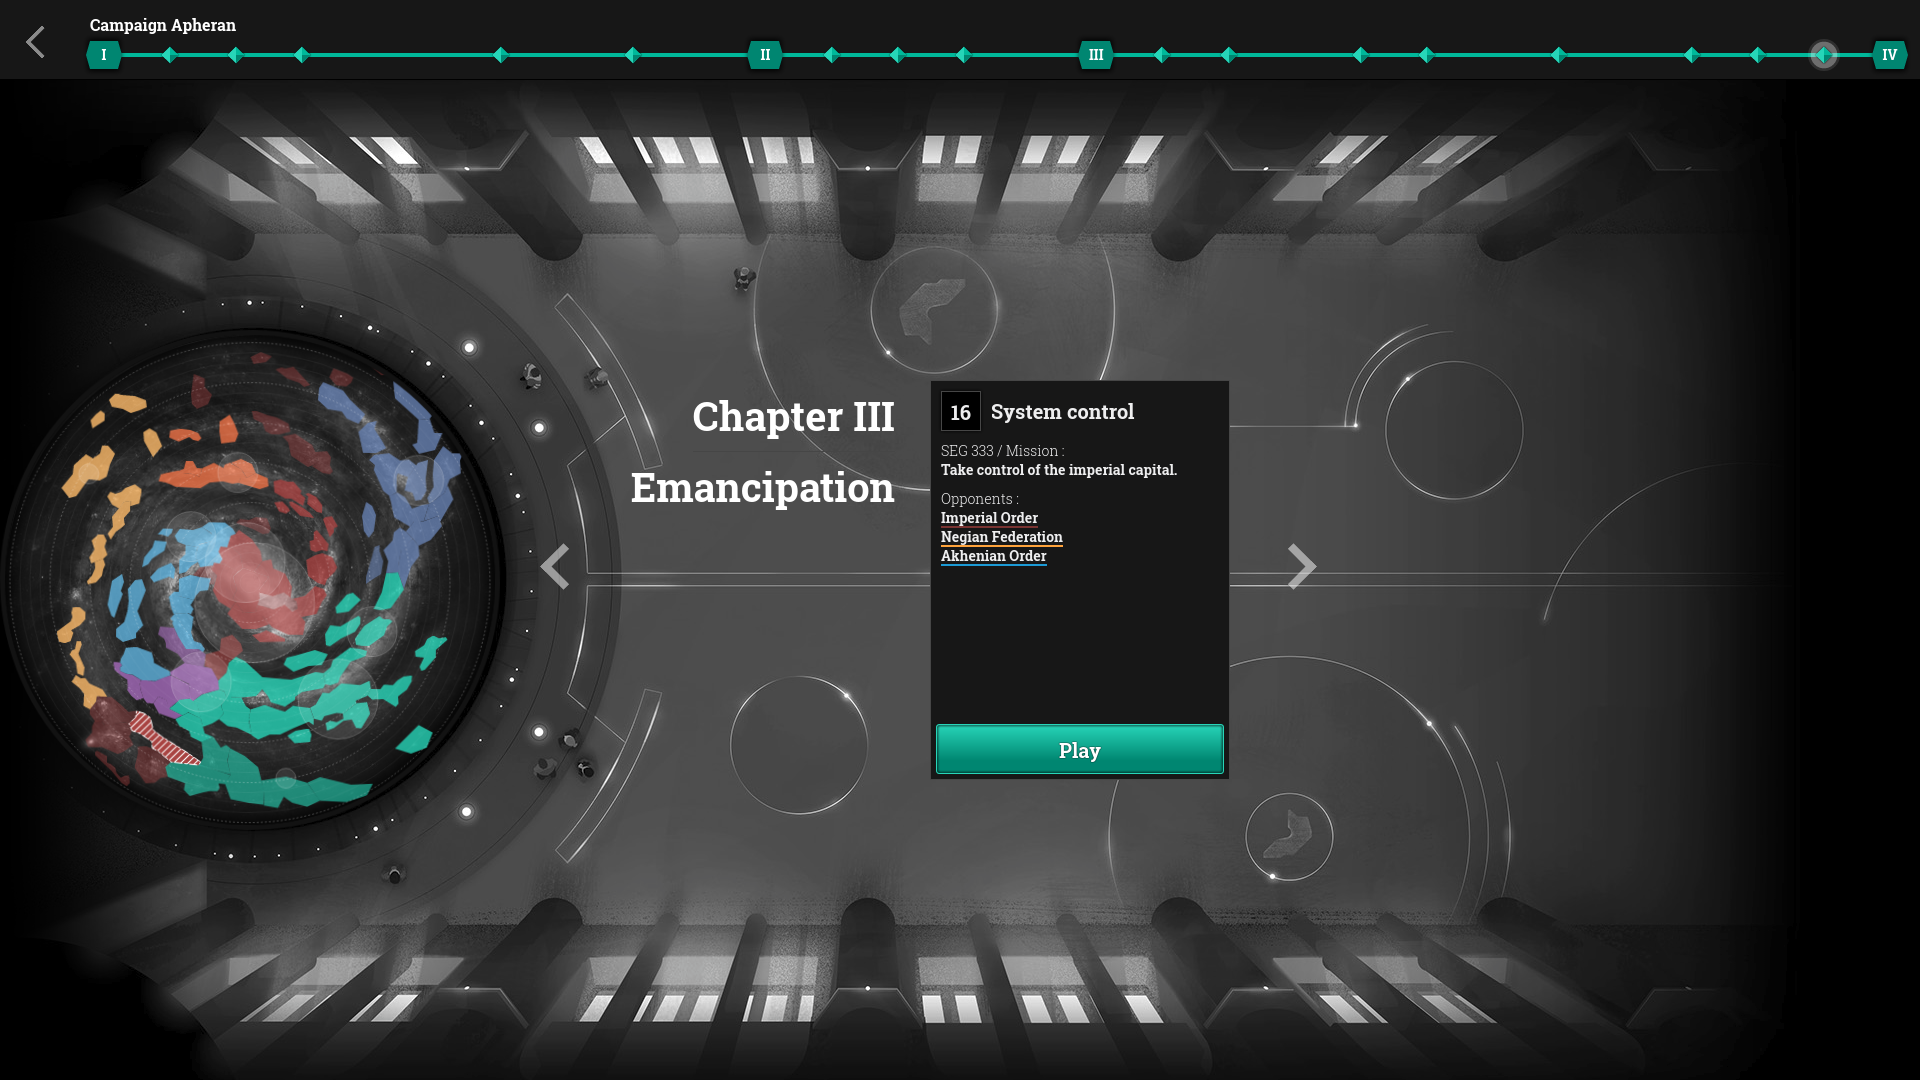 Campaign Apheran
I
II
III
IV
Chapter III
Emancipation
16 System control
SEG 333 / Mission :
Take control of the imperial capital.
Opponents :
Imperial Order
Negian Federation
Akhenian Order
Play